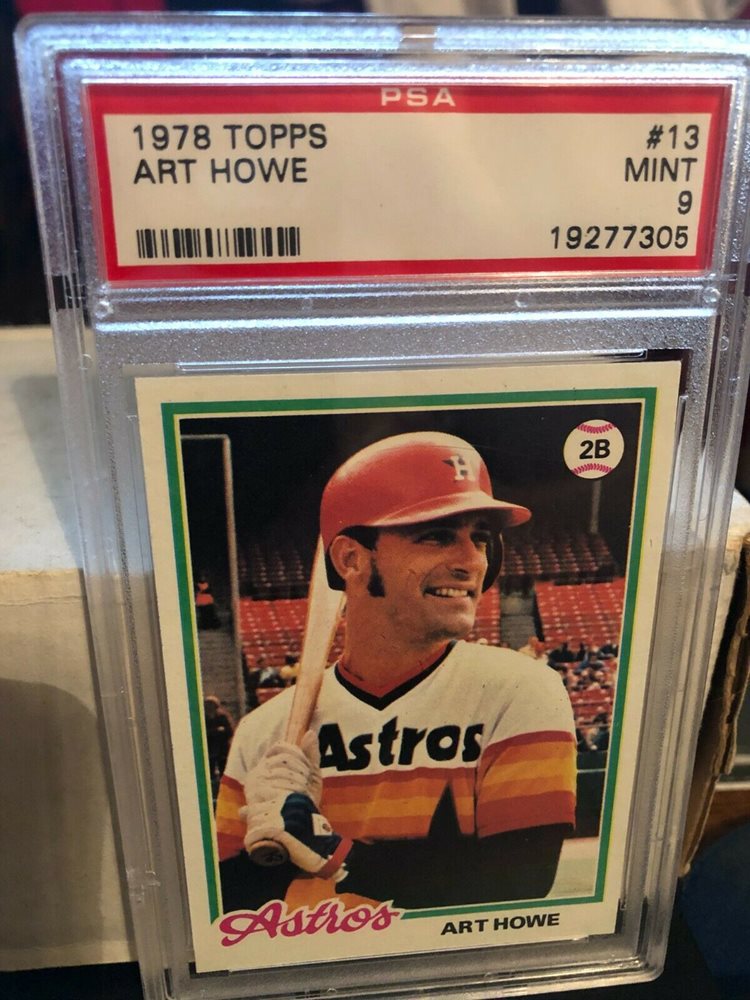 PSA
1978 TOPPS #13
ART HOWE MINT
9
19277305
2B
H
Astros
Astros
ART HOWE